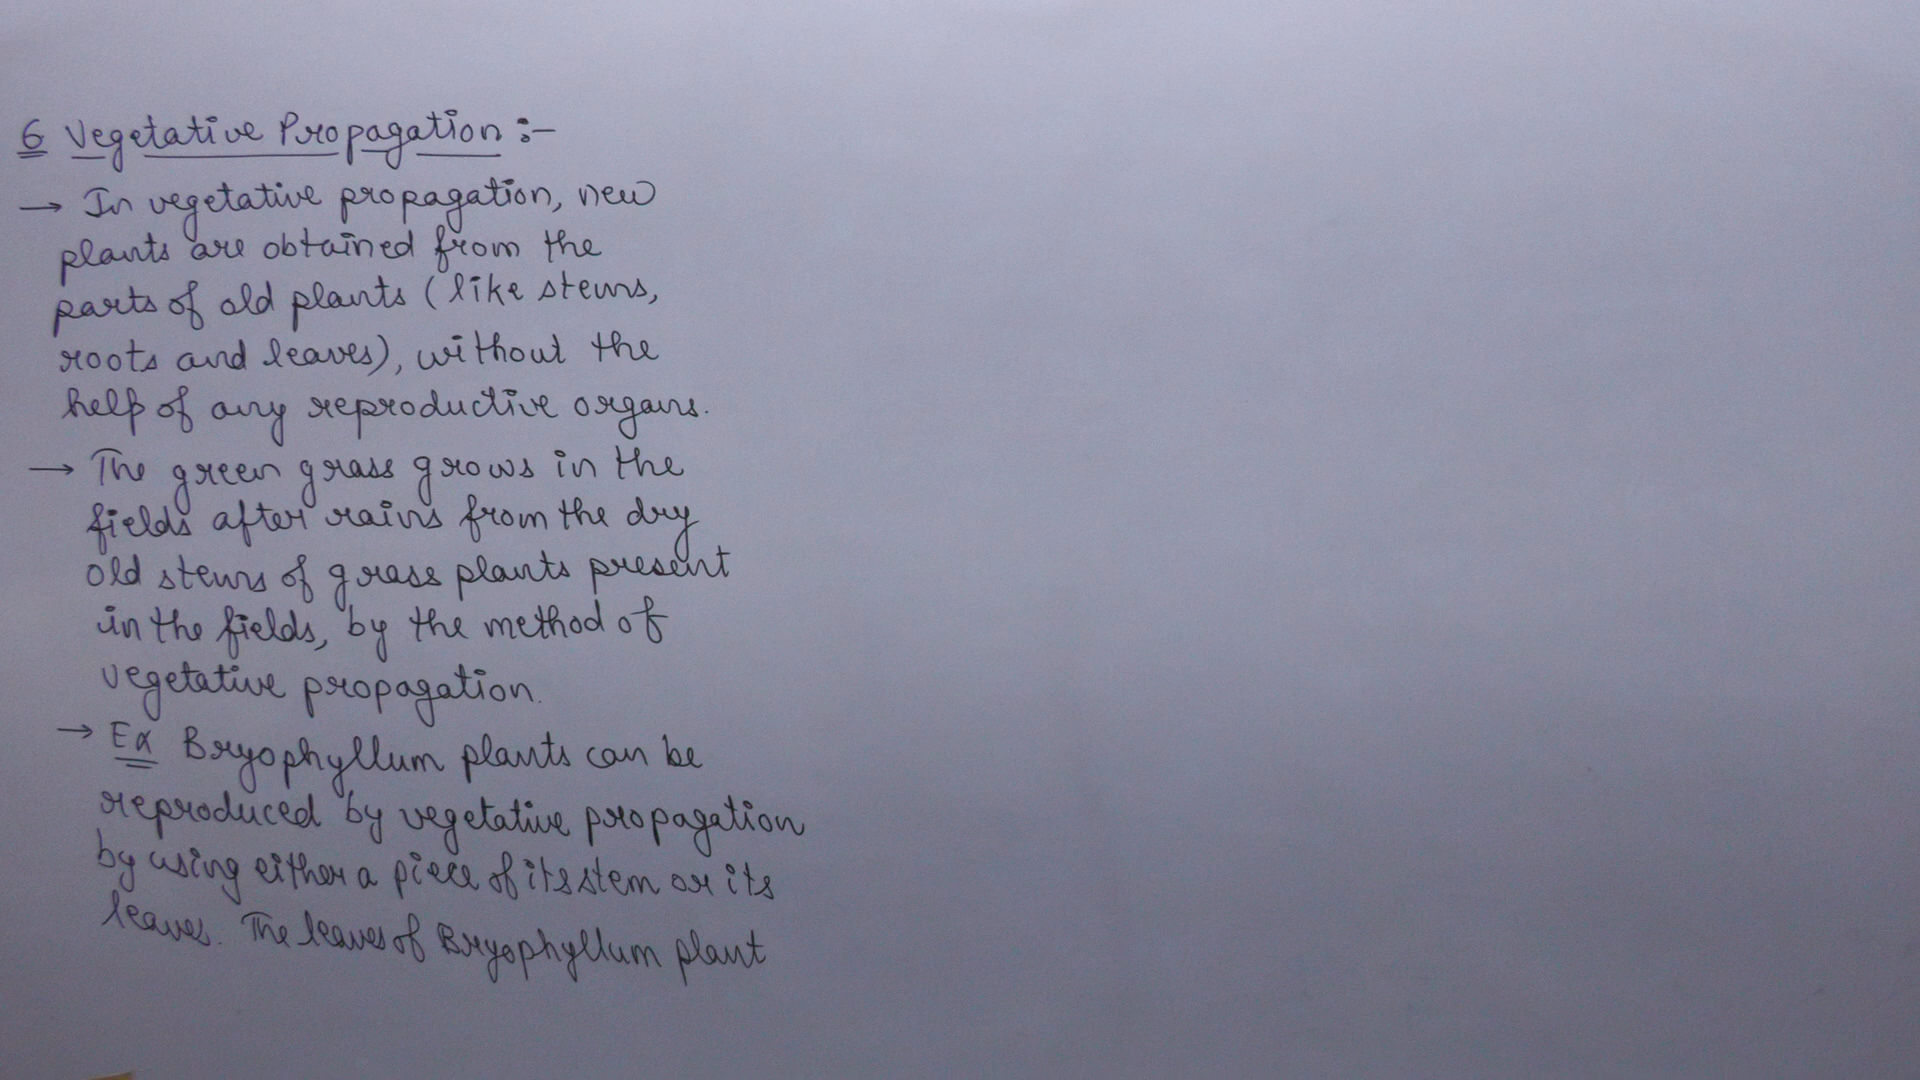 6 Vegetative Propagation :-
→ In vegetative propagation, new
plants are obtained from the
parts of old plants (like stems,
roots and leaves), without the
help of any reproductive organs.
→ The green grass grows in the
fields after rains from the dry
old stems of grass plants present
in the fields, by the method of
vegetative propagation.
→ Ex Bryophyllum plants can be
reproduced by vegetative propagation
by using either a piece of its stem or its
leaves. The leaves of Bryophyllum plant